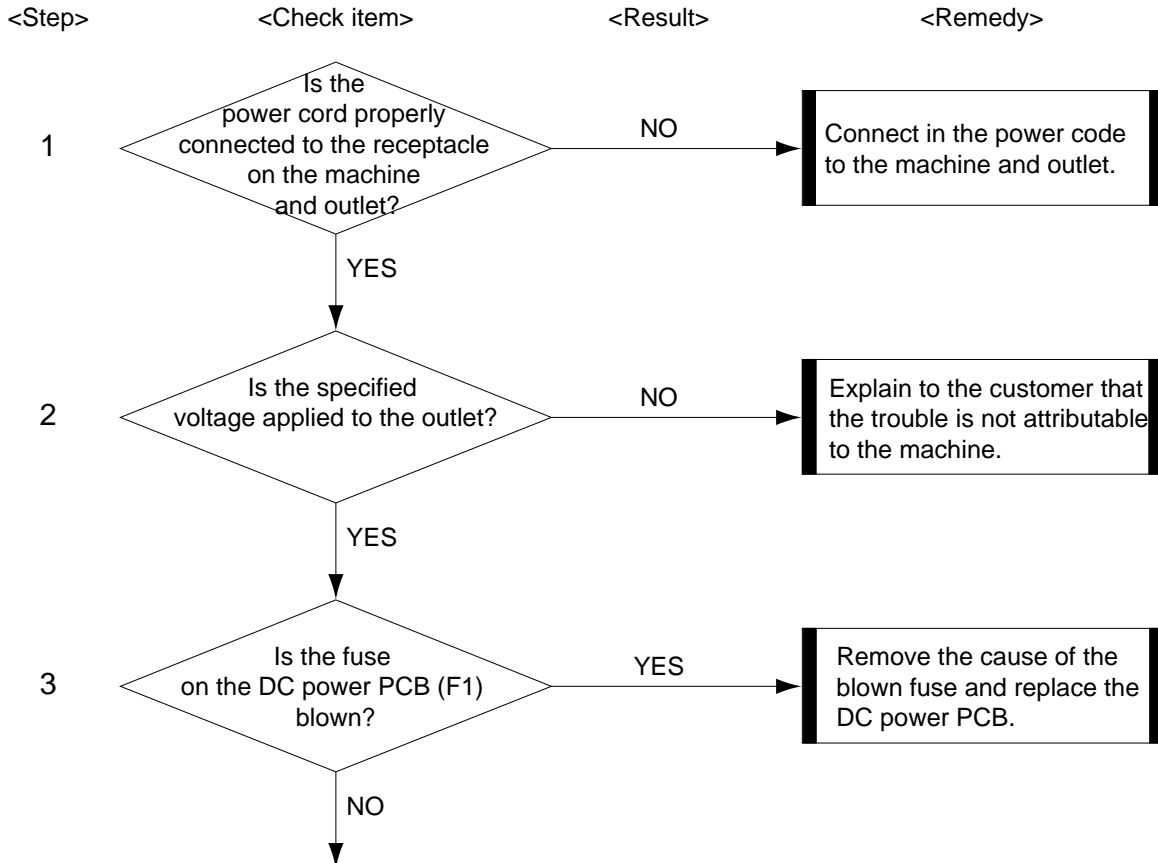 <Step>
<Check item>
<Result>
<Remedy>
1
Is the
power cord properly
connected to the receptacle
on the machine
and outlet?
NO
Connect in the power code
to the machine and outlet.
YES
2
Is the specified
voltage applied to the outlet?
NO
Explain to the customer that
the trouble is not attributable
to the machine.
YES
3
Is the fuse
on the DC power PCB (F1)
blown?
YES
Remove the cause of the
blown fuse and replace the
DC power PCB.
NO